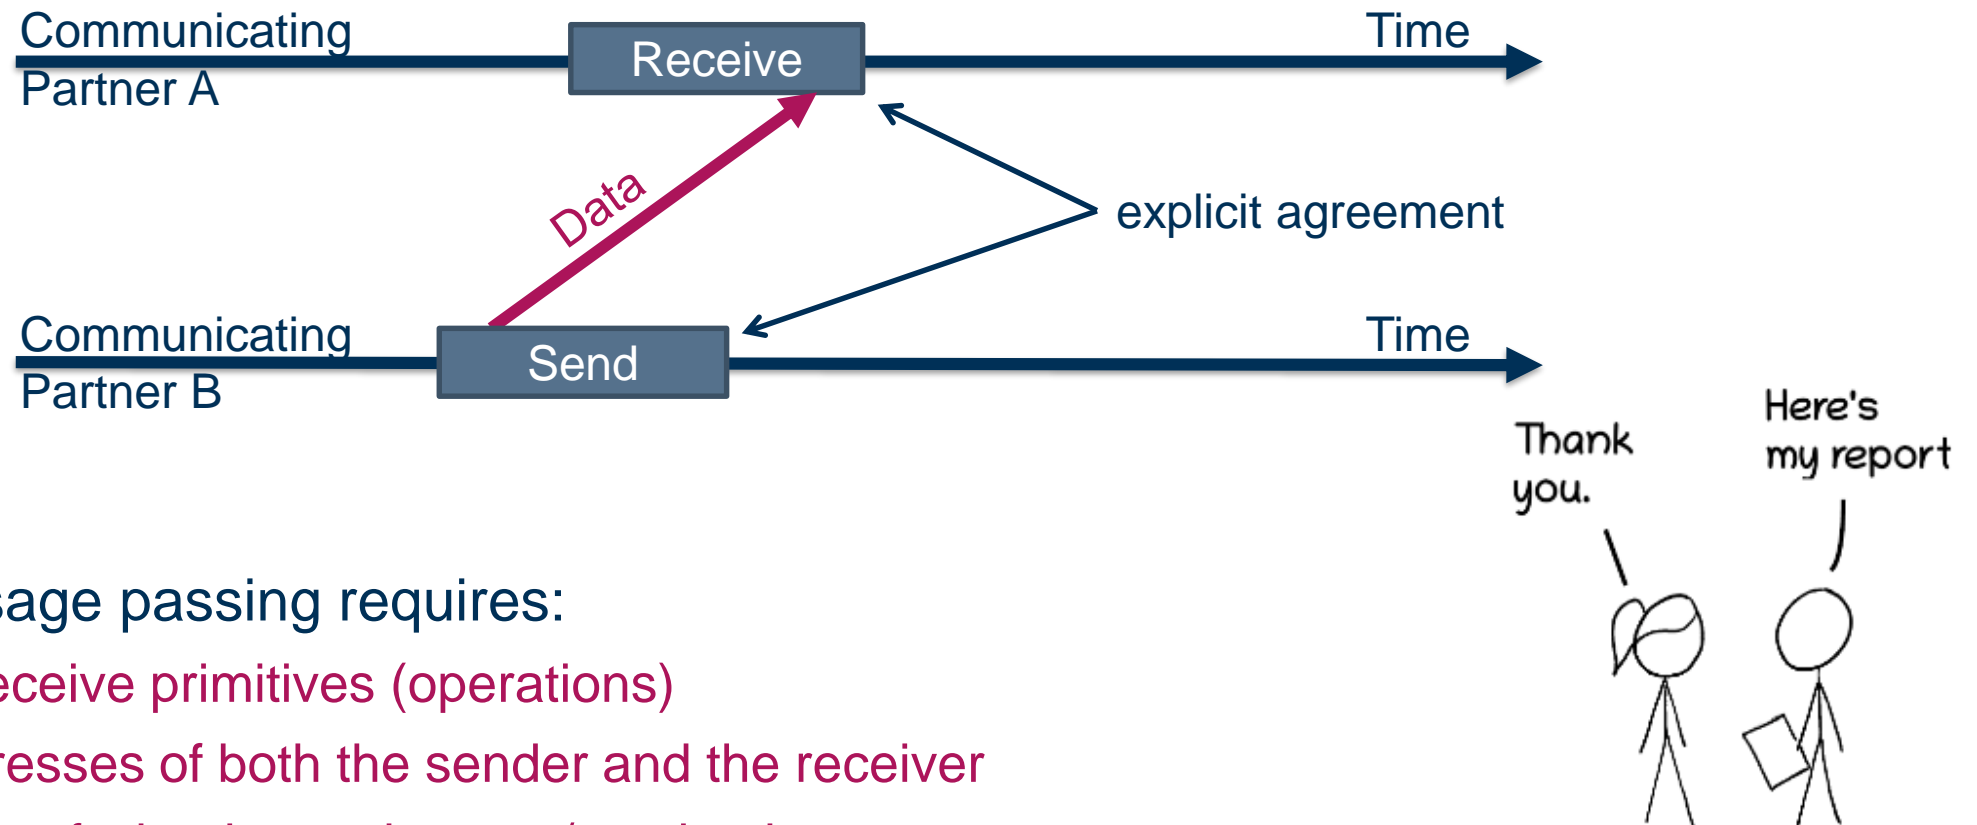 Communicating
Partner A
Receive
Time
Data
explicit agreement
Communicating
Partner B
Send
Time
Here's
my report
Thank
you.
sage passing requires:
eceive primitives (operations)
resses of both the sender and the receiver